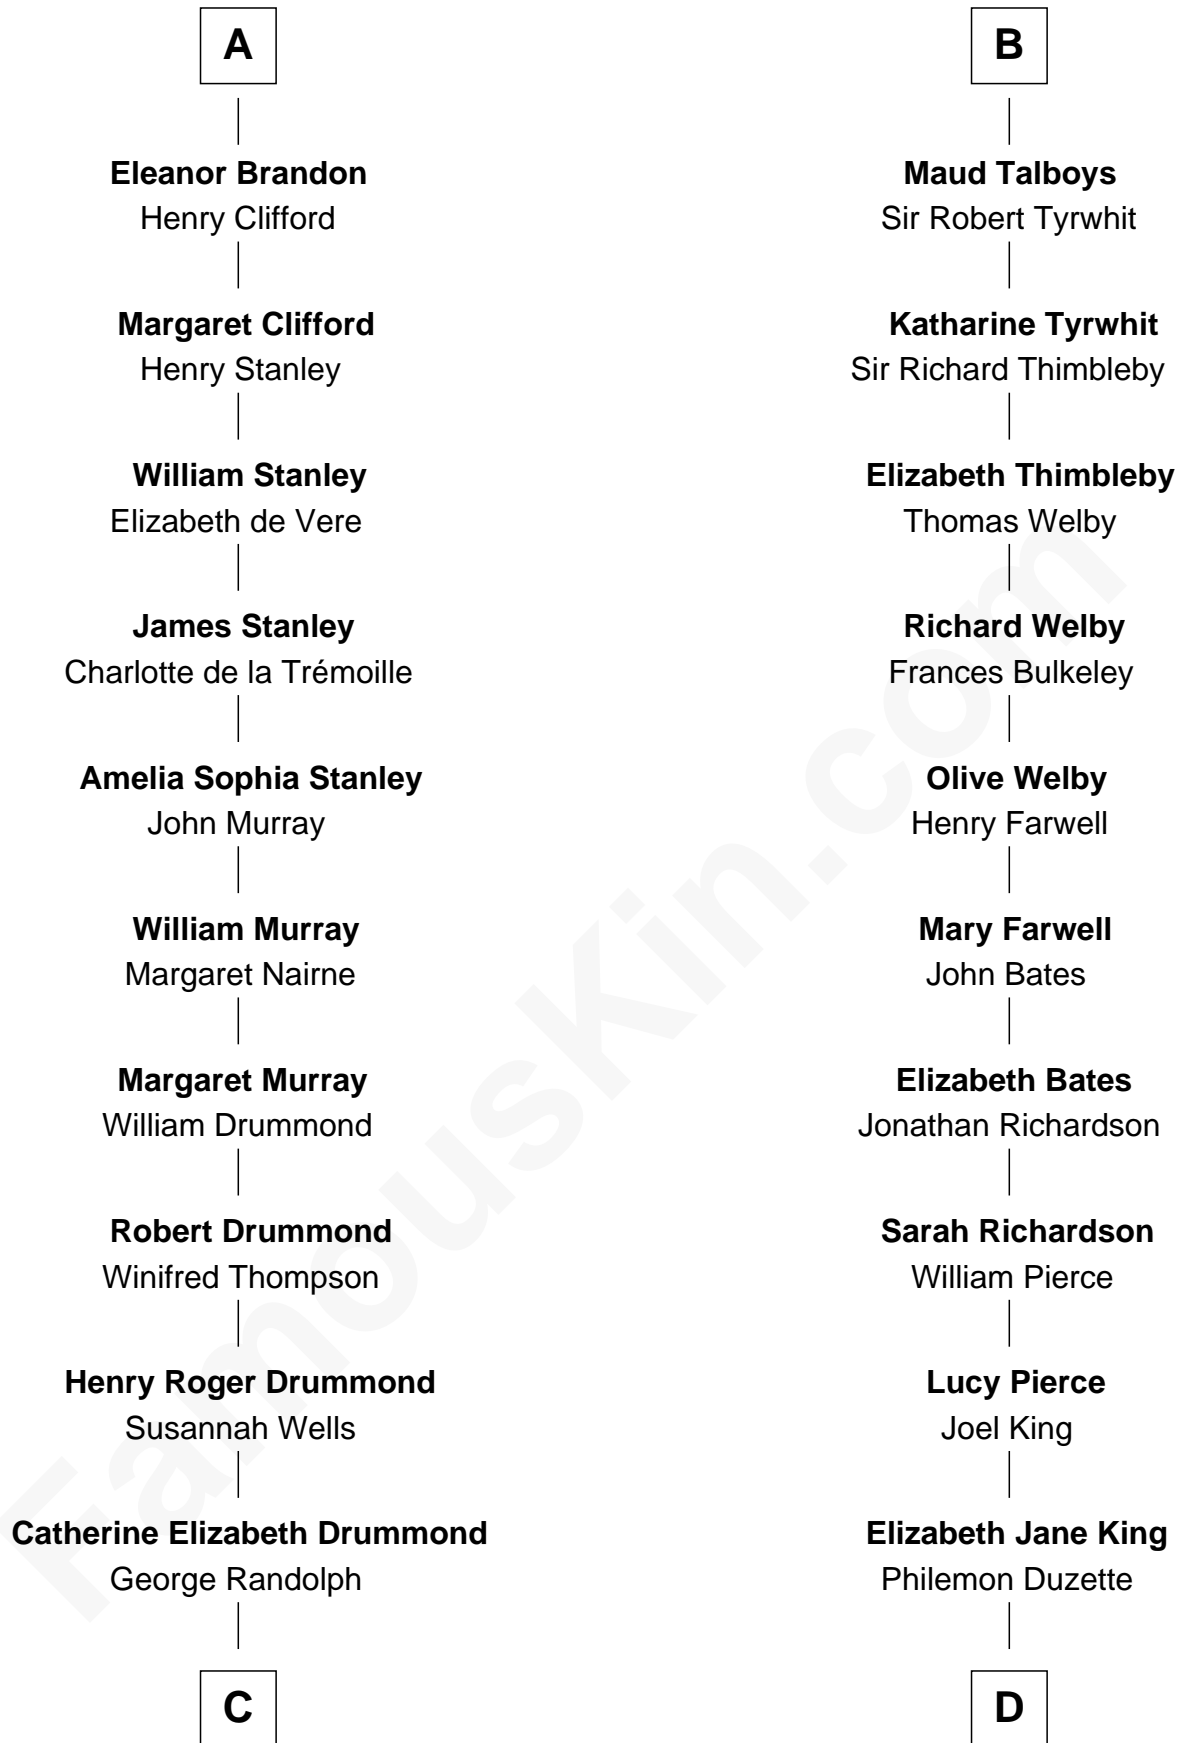 A
Eleanor Brandon
Henry Clifford
Margaret Clifford
Henry Stanley
William Stanley
Elizabeth de Vere
James Stanley
Charlotte de la Trémoille
Amelia Sophia Stanley
John Murray
William Murray
Margaret Nairne
Margaret Murray
William Drummond
Robert Drummond
Winifred Thompson
Henry Roger Drummond
Susannah Wells
Catherine Elizabeth Drummond
George Randolph
C
B
Maud Talboys
Sir Robert Tyrwhit
Katharine Tyrwhit
Sir Richard Thimbleby
Elizabeth Thimbleby
Thomas Welby
Richard Welby
Frances Bulkeley
Olive Welby
Henry Farwell
Mary Farwell
John Bates
Elizabeth Bates
Jonathan Richardson
Sarah Richardson
William Pierce
Lucy Pierce
Joel King
Elizabeth Jane King
Philemon Duzette
D
FamousKin.com